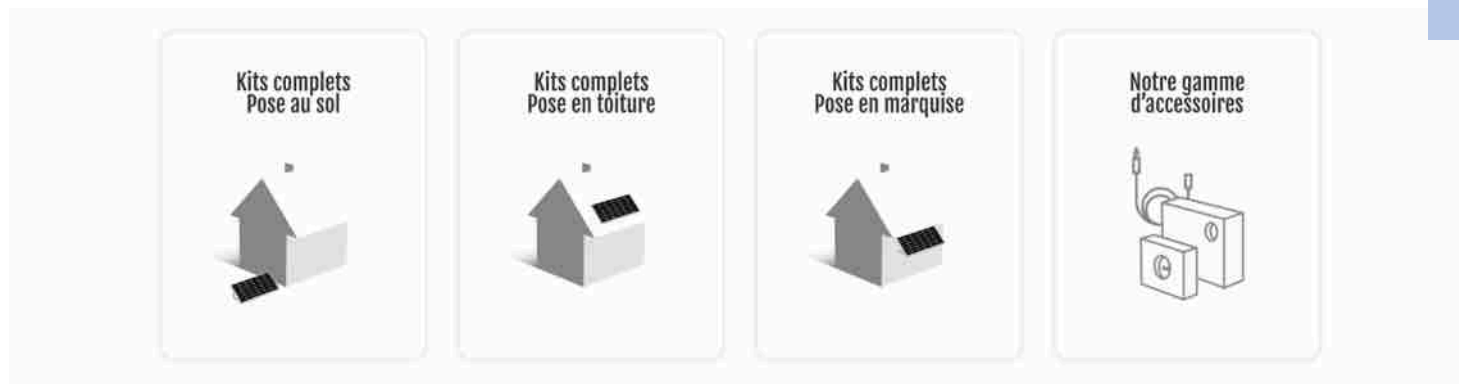 Kits complets
Pose au sol
Kits complets
Pose en toiture
Kits complets
Pose en marquise
Notre gamme
d'accessoires